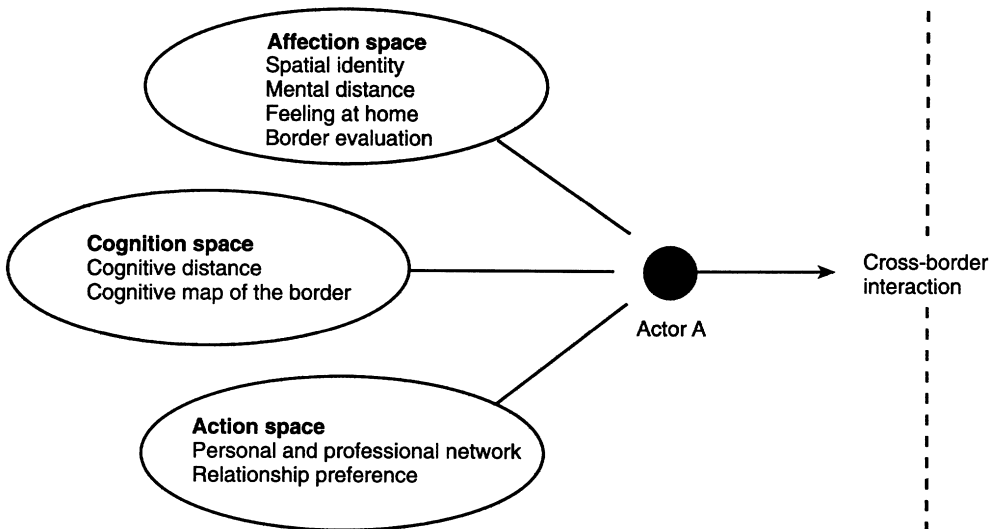 Affection space
Spatial identity
Mental distance
Feeling at home
Border evaluation
Cognition space
Cognitive distance
Cognitive map of the border
Cross-border
interaction
Actor A
Action space
Personal and professional network
Relationship preference